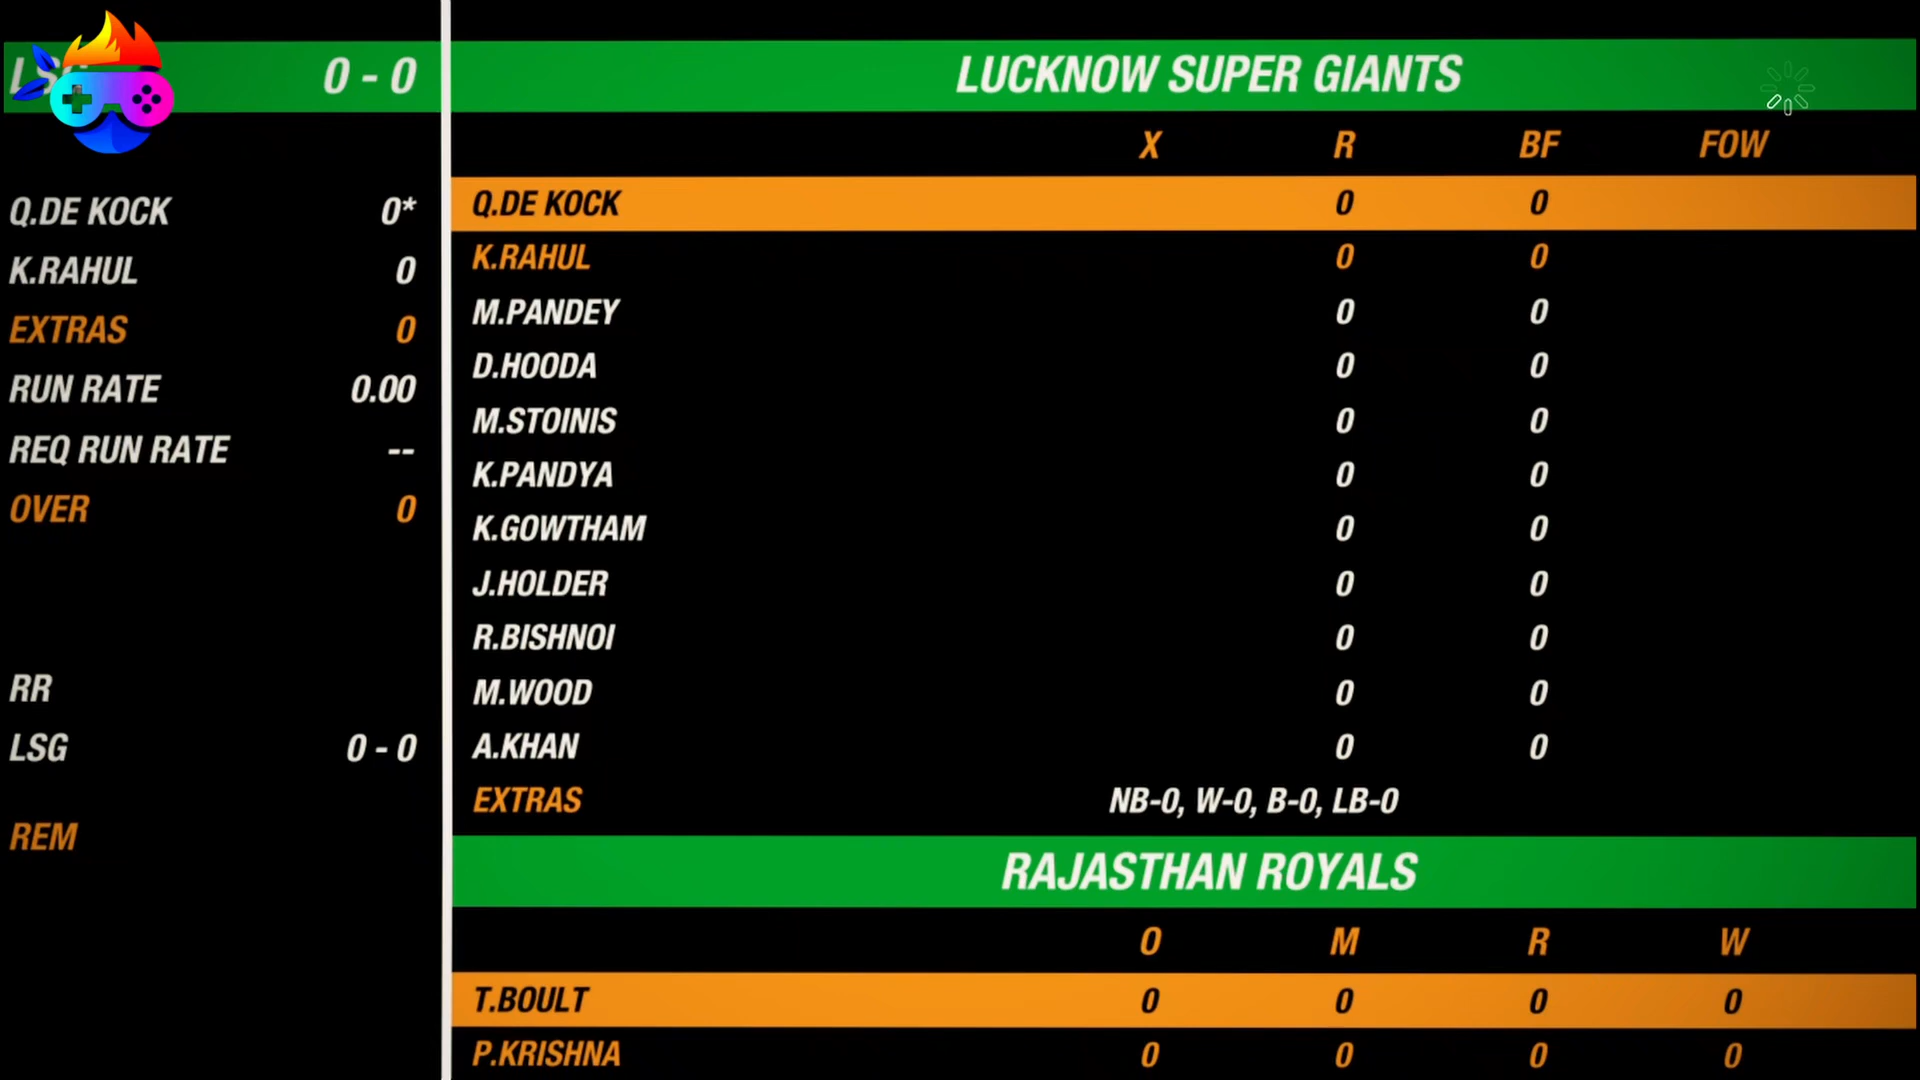 LSG 0 - 0
Q.DE KOCK 0*
K.RAHUL 0
EXTRAS 0
RUN RATE 0.00
REQ RUN RATE --
OVER 0
RR
LSG 0 - 0
REM
LUCKNOW SUPER GIANTS
X R BF FOW
Q.DE KOCK 0 0
K.RAHUL 0 0
M.PANDEY 0 0
D.HOODA 0 0
M.STOINIS 0 0
K.PANDYA 0 0
K.GOWTHAM 0 0
J.HOLDER 0 0
R.BISHNOI 0 0
M.WOOD 0 0
A.KHAN 0 0
EXTRAS NB-0, W-0, B-0, LB-0
RAJASTHAN ROYALS
O M R W
T.BOULT 0 0 0 0
P.KRISHNA 0 0 0 0